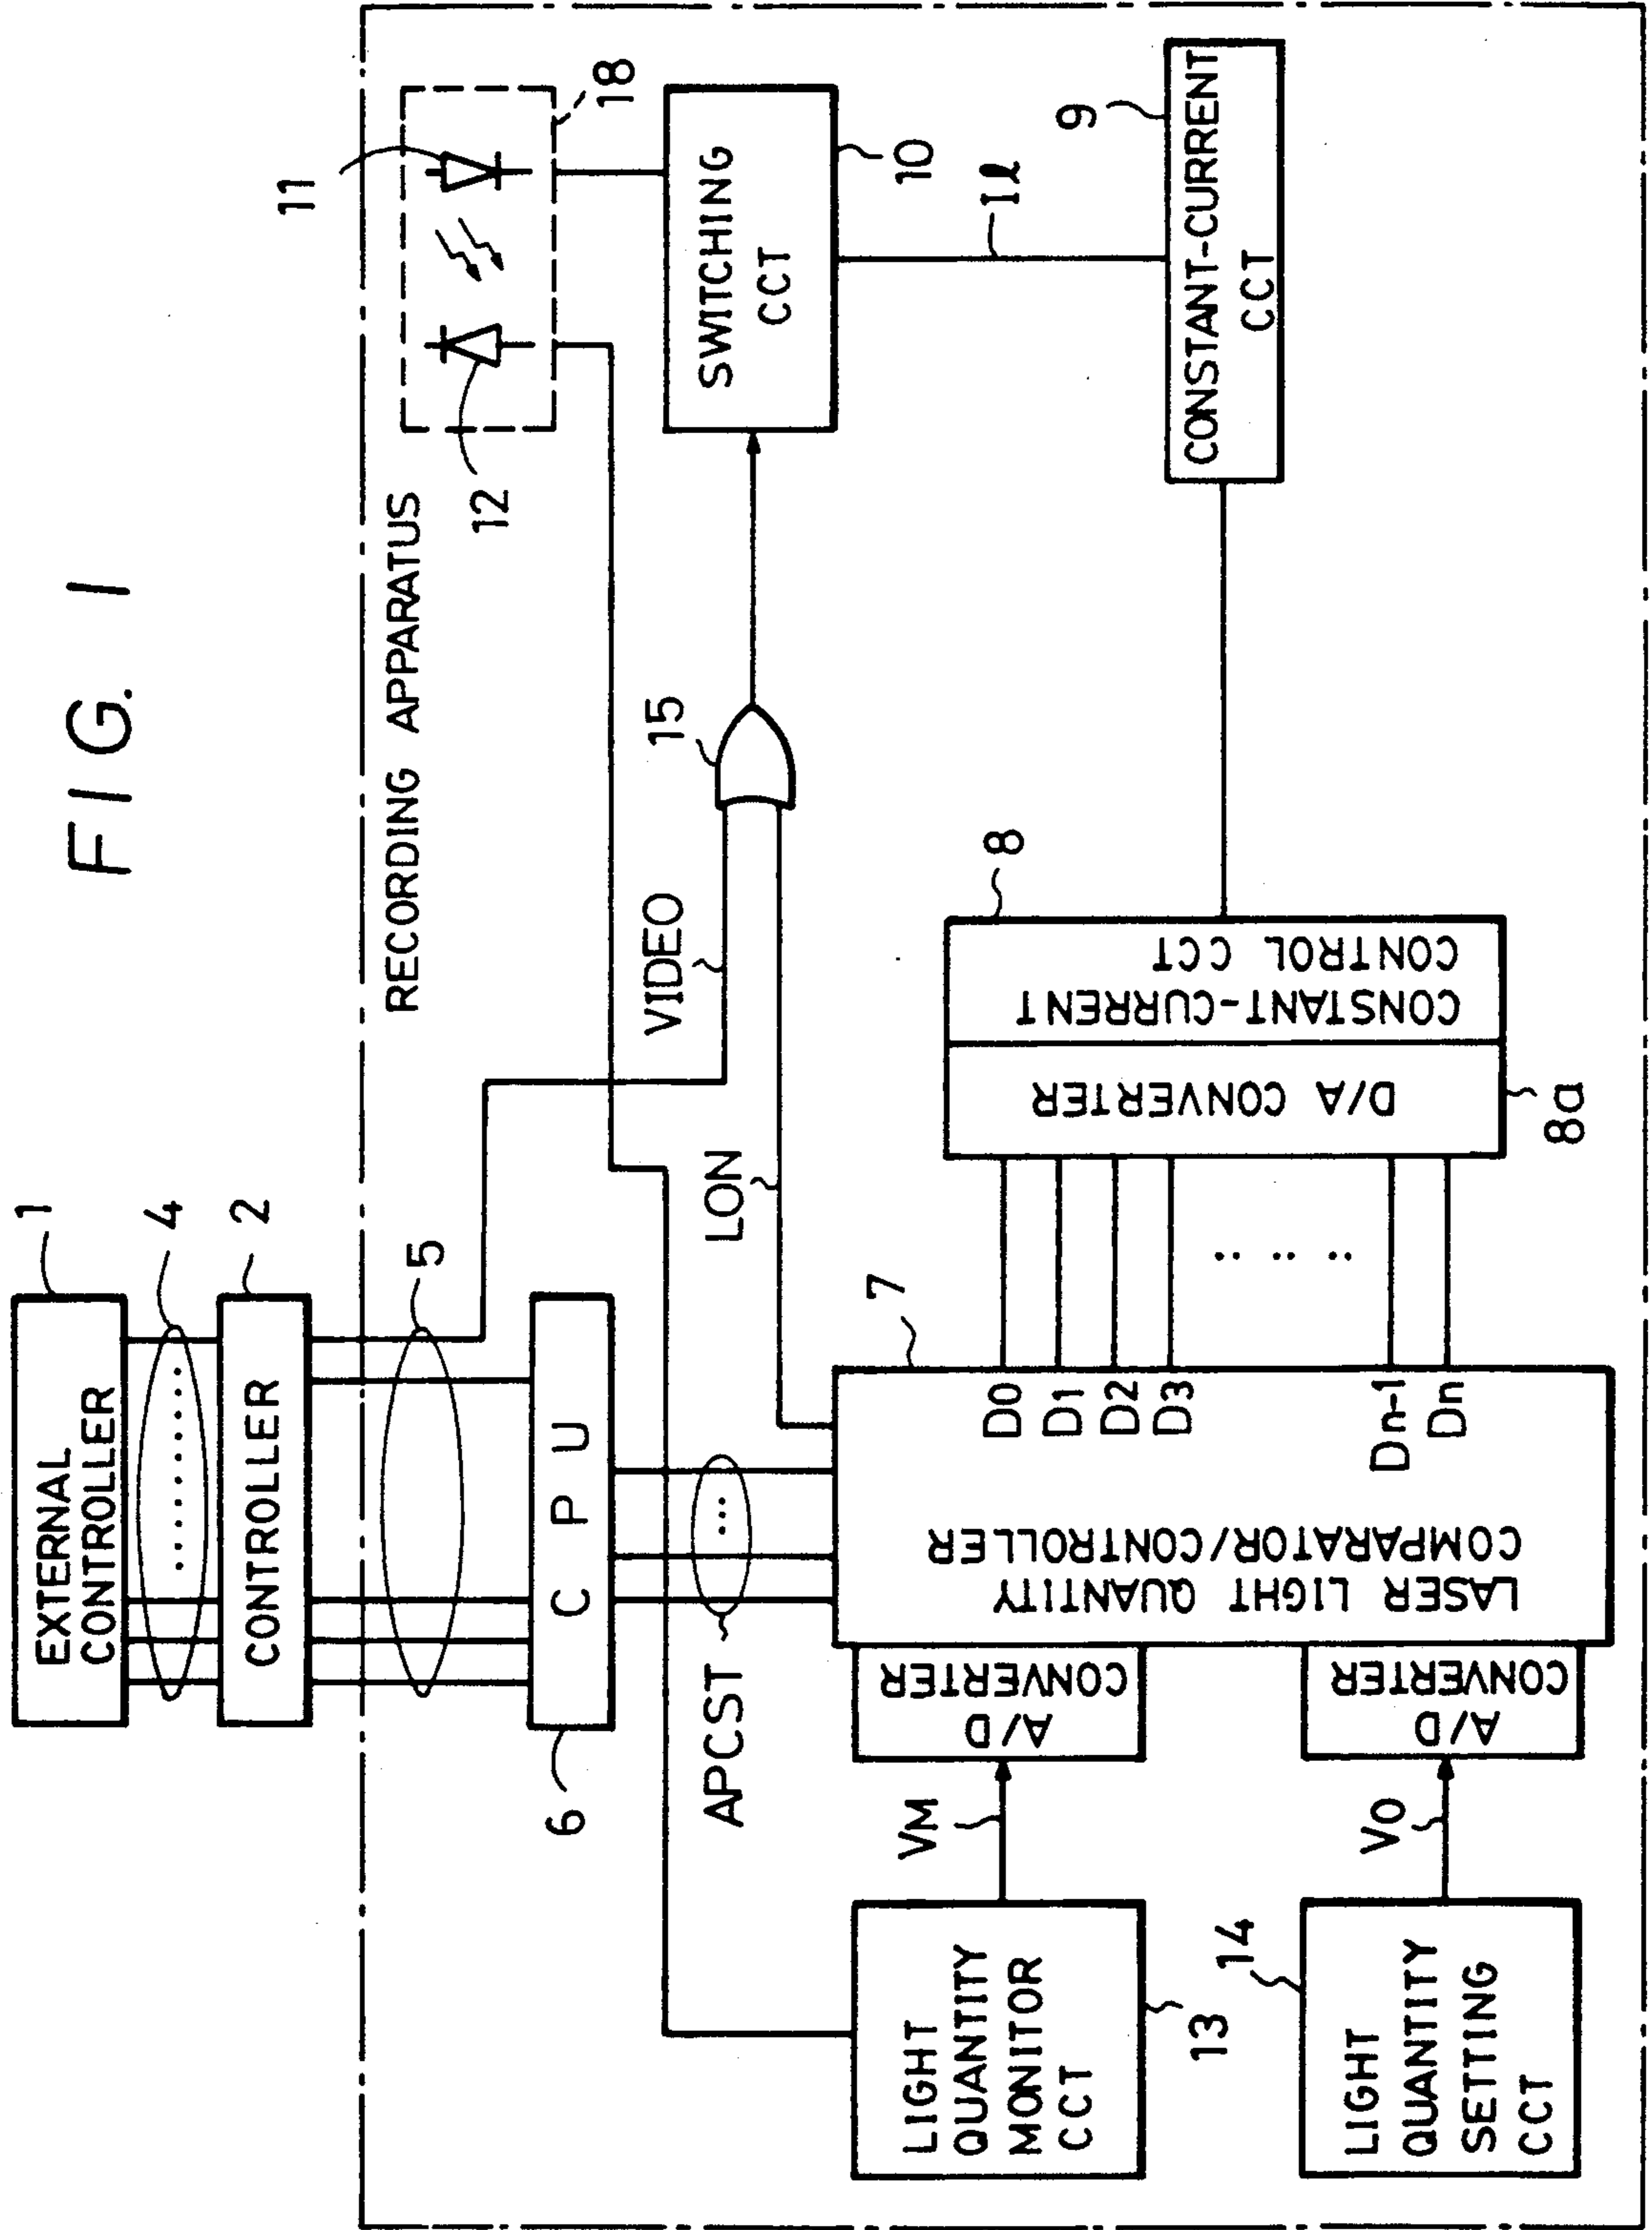 FIG. 1
1
EXTERNAL
CONTROLLER
4
2
CONTROLLER
5
RECORDING APPARATUS
11
18
12
6
C P U
VIDEO
15
SWITCHING
CCT
10
APCST
LON
Il
7
LASER LIGHT QUANTITY
COMPARATOR/CONTROLLER
D0
D1
D2
D3
Dn-1
Dn
8
CONSTANT-CURRENT
CONTROL CCT
D/A CONVERTER
8a
9
CONSTANT-CURRENT
CCT
LIGHT
QUANTITY
MONITOR
CCT
13
VM
A/D
CONVERTER
14
LIGHT
QUANTITY
SETTING
CCT
VO
A/D
CONVERTER